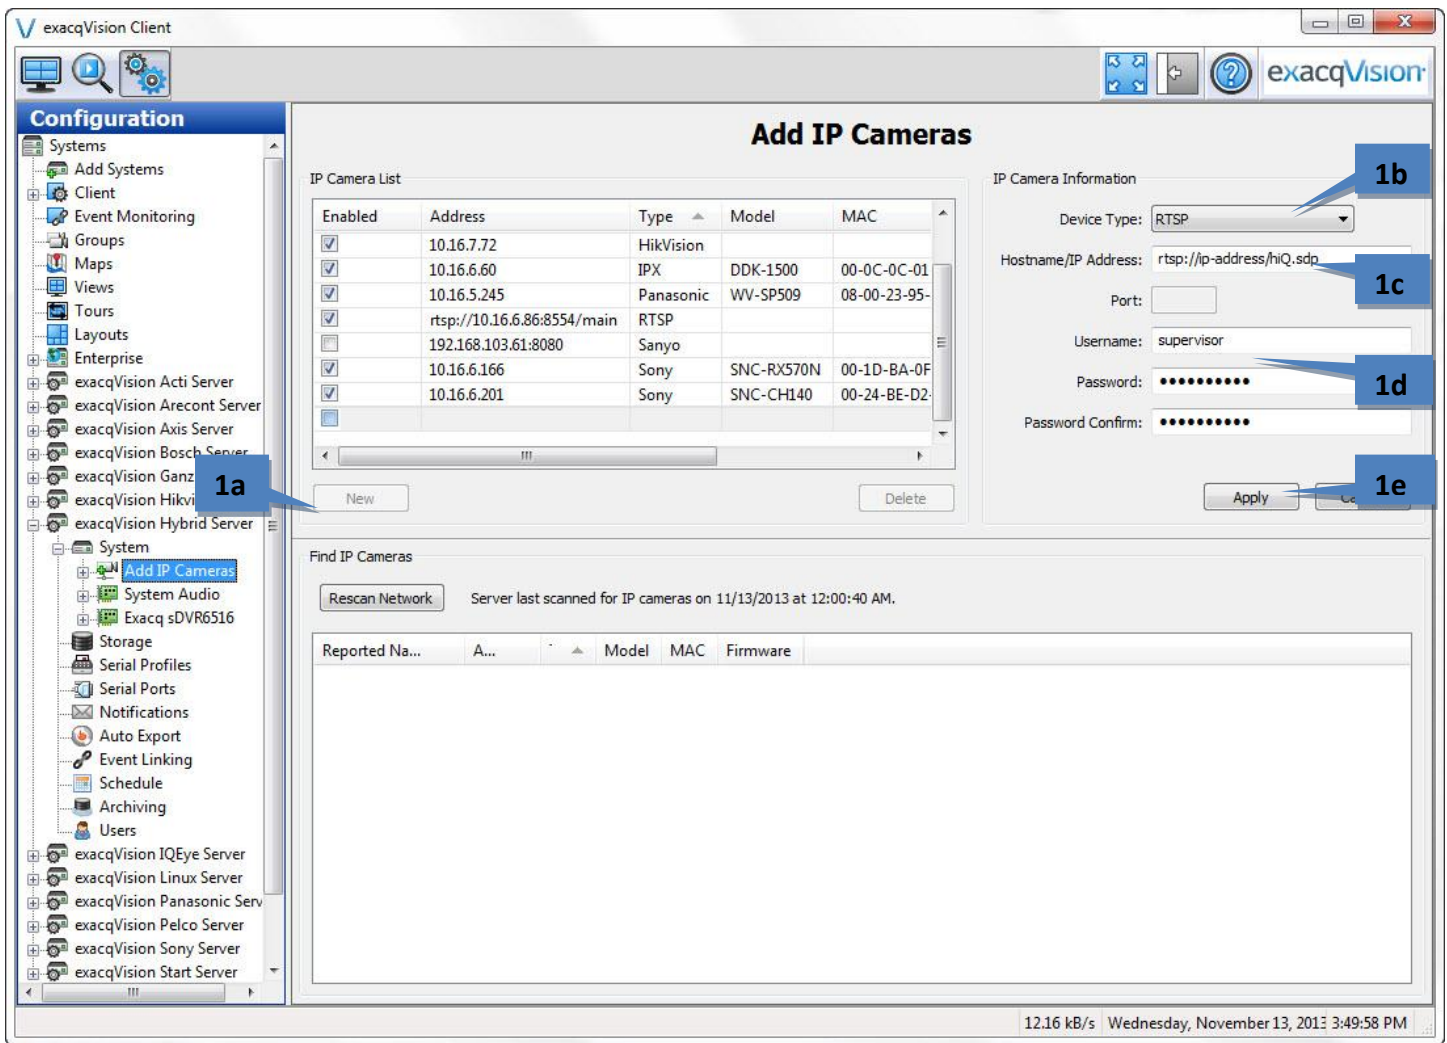 exacqVision Client
exacqVision
Configuration
Systems
Add Systems
Client
Event Monitoring
Groups
Maps
Views
Tours
Layouts
Enterprise
exacqVision Acti Server
exacqVision Arecont Server
exacqVision Axis Server
exacqVision Bosch Server
exacqVision Ganz
exacqVision Hikvi
exacqVision Hybrid Server
System
Add IP Cameras
System Audio
Exacq sDVR6516
Storage
Serial Profiles
Serial Ports
Notifications
Auto Export
Event Linking
Schedule
Archiving
Users
exacqVision IQEye Server
exacqVision Linux Server
exacqVision Panasonic Serv
exacqVision Pelco Server
exacqVision Sony Server
exacqVision Start Server
1a
Add IP Cameras
IP Camera List
Enabled Address Type Model MAC
10.16.7.72 HikVision
10.16.6.60 IPX DDK-1500 00-0C-0C-01
10.16.5.245 Panasonic WV-SP509 08-00-23-95-
rtsp://10.16.6.86:8554/main RTSP
192.168.103.61:8080 Sanyo
10.16.6.166 Sony SNC-RX570N 00-1D-BA-0F
10.16.6.201 Sony SNC-CH140 00-24-BE-D2-
New Delete
IP Camera Information
1b
Device Type: RTSP
Hostname/IP Address: rtsp://ip-address/hiQ.sdp
1c
Port:
Username: supervisor
Password: ••••••••••
1d
Password Confirm: ••••••••••
Apply
1e
Find IP Cameras
Rescan Network Server last scanned for IP cameras on 11/13/2013 at 12:00:40 AM.
Reported Na... A... Model MAC Firmware
12.16 kB/s Wednesday, November 13, 2013 3:49:58 PM